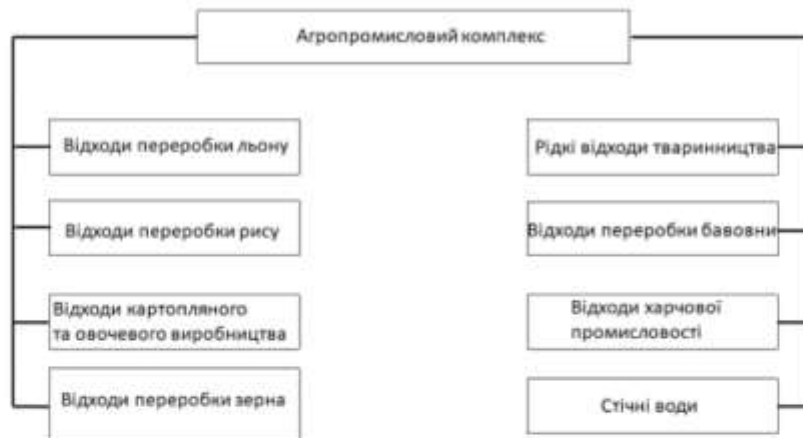 Агропромисловий комплекс
Відходи переробки льону
Рідкі відходи тваринництва
Відходи переробки рису
Відходи переробки бавовни
Відходи картопляного
та овочевого виробництва
Відходи харчової
промисловості
Відходи переробки зерна
Стічні води